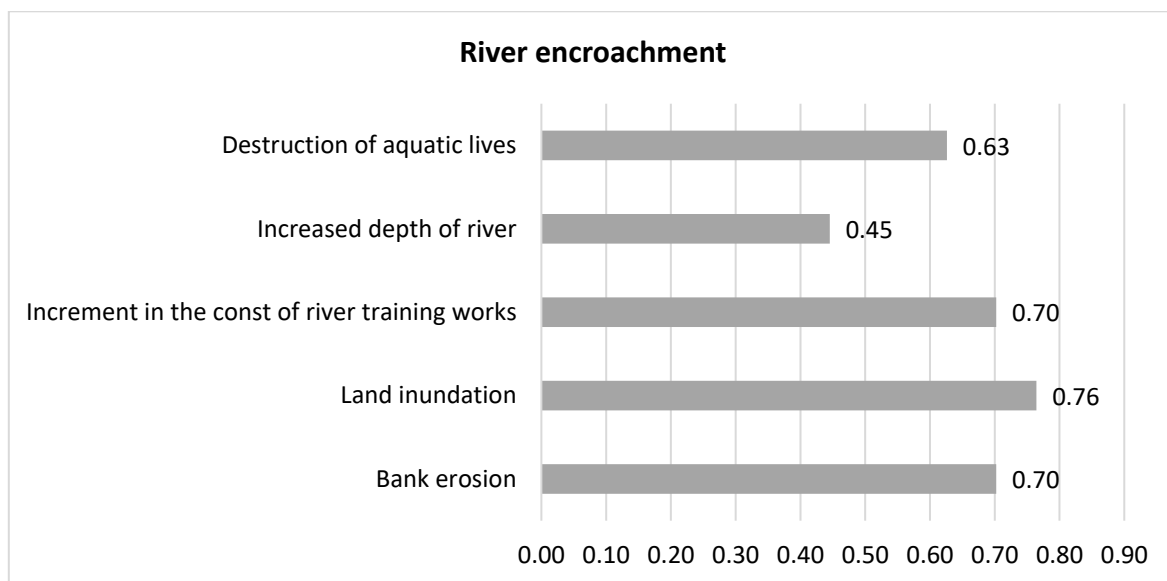 River encroachment
Destruction of aquatic lives
0.63
Increased depth of river
0.45
Increment in the const of river training works
0.70
Land inundation
0.76
Bank erosion
0.70
0.00 0.10 0.20 0.30 0.40 0.50 0.60 0.70 0.80 0.90